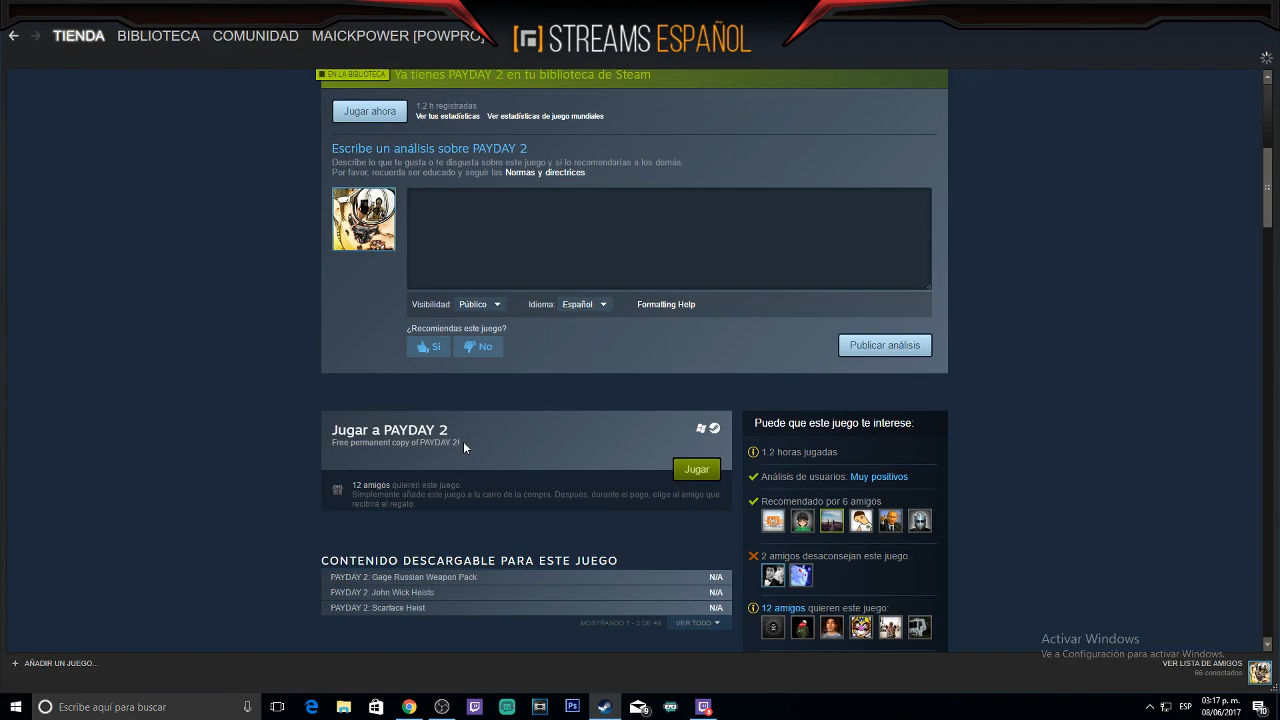 STREAMS ESPAÑOL
TIENDA BIBLIOTECA COMUNIDAD MAICKPOWER [POWPRO]
EN LA BIBLIOTECA Ya tienes PAYDAY 2 en tu biblioteca de Steam
Jugar ahora
1.2 h registradas
Ver tus estadísticas Ver estadísticas de juego mundiales
Escribe un análisis sobre PAYDAY 2
Describe lo que te gusta o te disgusta sobre este juego y si lo recomendarías a los demás.
Por favor, recuerda ser educado y seguir las Normas y directrices
Visibilidad: Público Idioma: Español Formatting Help
¿Recomiendas este juego?
Sí No
Publicar análisis
Jugar a PAYDAY 2
Free permanent copy of PAYDAY 2!
Jugar
12 amigos quieren este juego.
Simplemente añade este juego a tu carro de la compra. Después, durante el pago, elige al amigo que
recibirá el regalo.
CONTENIDO DESCARGABLE PARA ESTE JUEGO
PAYDAY 2: Gage Russian Weapon Pack N/A
PAYDAY 2: John Wick Heists N/A
PAYDAY 2: Scarface Heist N/A
MOSTRANDO 1 - 3 DE 48 VER TODO
Puede que este juego te interese:
1.2 horas jugadas
Análisis de usuarios: Muy positivos
Recomendado por 6 amigos
2 amigos desaconsejan este juego.
12 amigos quieren este juego:
Activar Windows
Ve a Configuración para activar Windows.
+ AÑADIR UN JUEGO...
VER LISTA DE AMIGOS
66 conectados
Escribe aquí para buscar
ESP
03:17 p.m.
08/06/2017